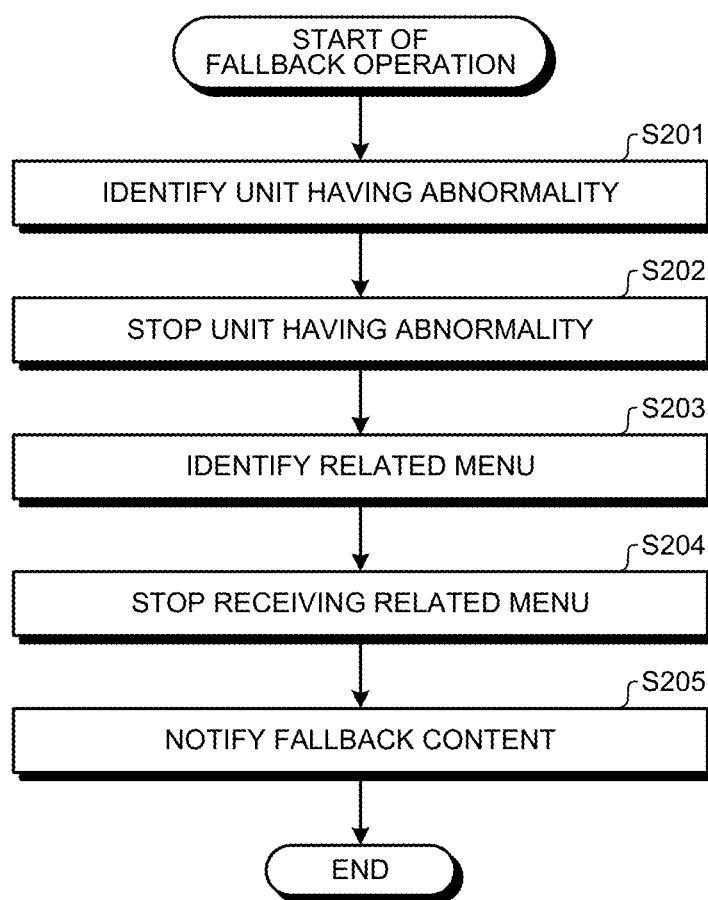 START OF
FALLBACK OPERATION
S201
IDENTIFY UNIT HAVING ABNORMALITY
S202
STOP UNIT HAVING ABNORMALITY
S203
IDENTIFY RELATED MENU
S204
STOP RECEIVING RELATED MENU
S205
NOTIFY FALLBACK CONTENT
END